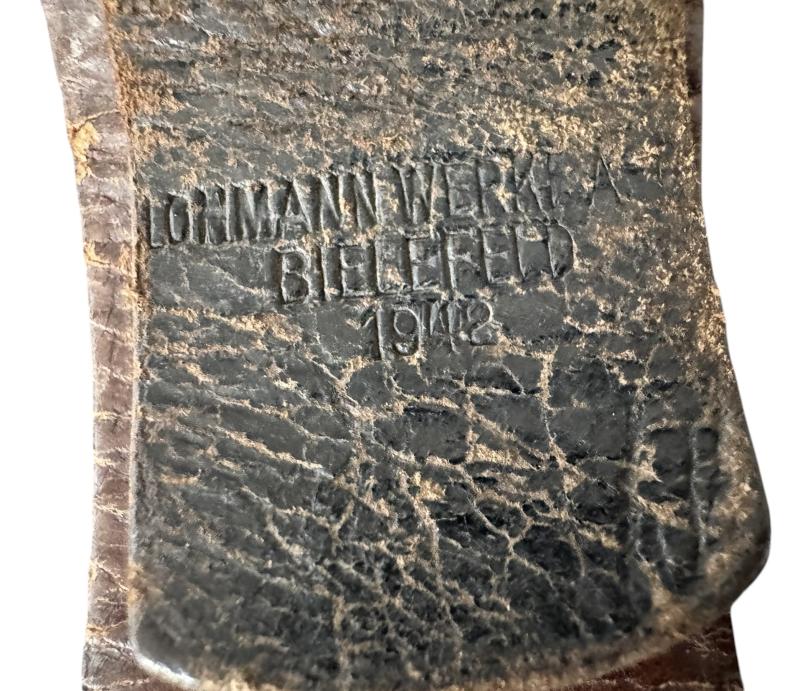 LOHMANN WERKE A
BIELEFELD
1942